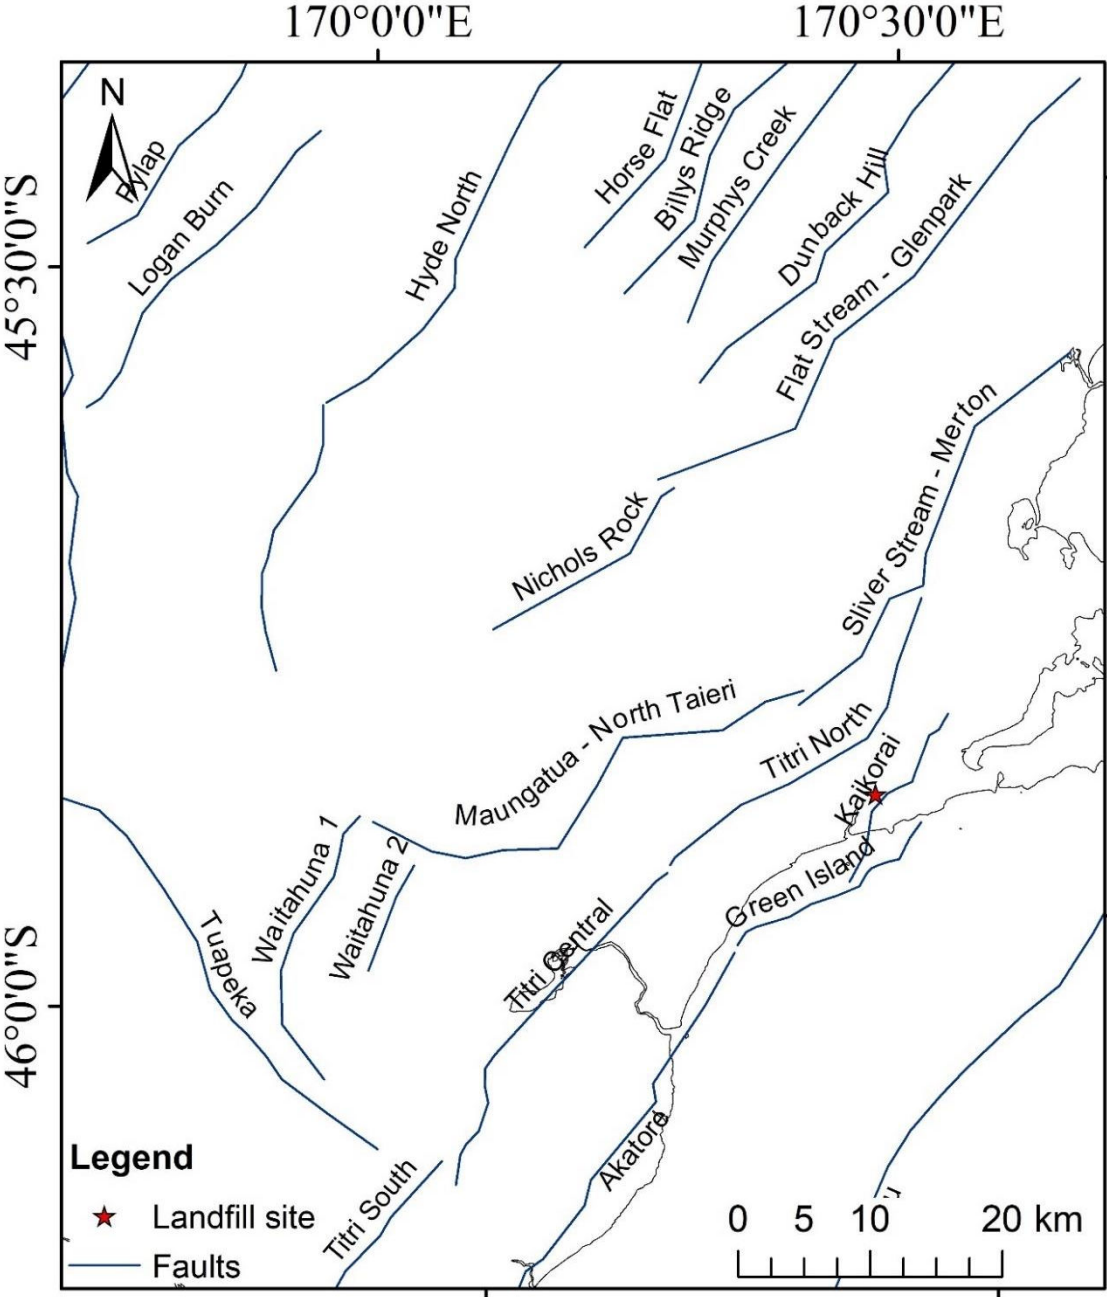 170°0'0"E
170°30'0"E
N
Rylap
Logan Burn
Hyde North
Horse Flat
Billys Ridge
Murphys Creek
Dunback Hill
Flat Stream - Glenpark
45°30'0"S
Nichols Rock
Sliver Stream - Merton
Maungatua - North Taieri
Titri North
Kaikorai
Green Island
Waitahuna 1
Waitahuna 2
Tuapeka
Titri Central
46°0'0"S
Akatore
Titri South
Legend
Landfill site
Faults
0 5 10 20 km